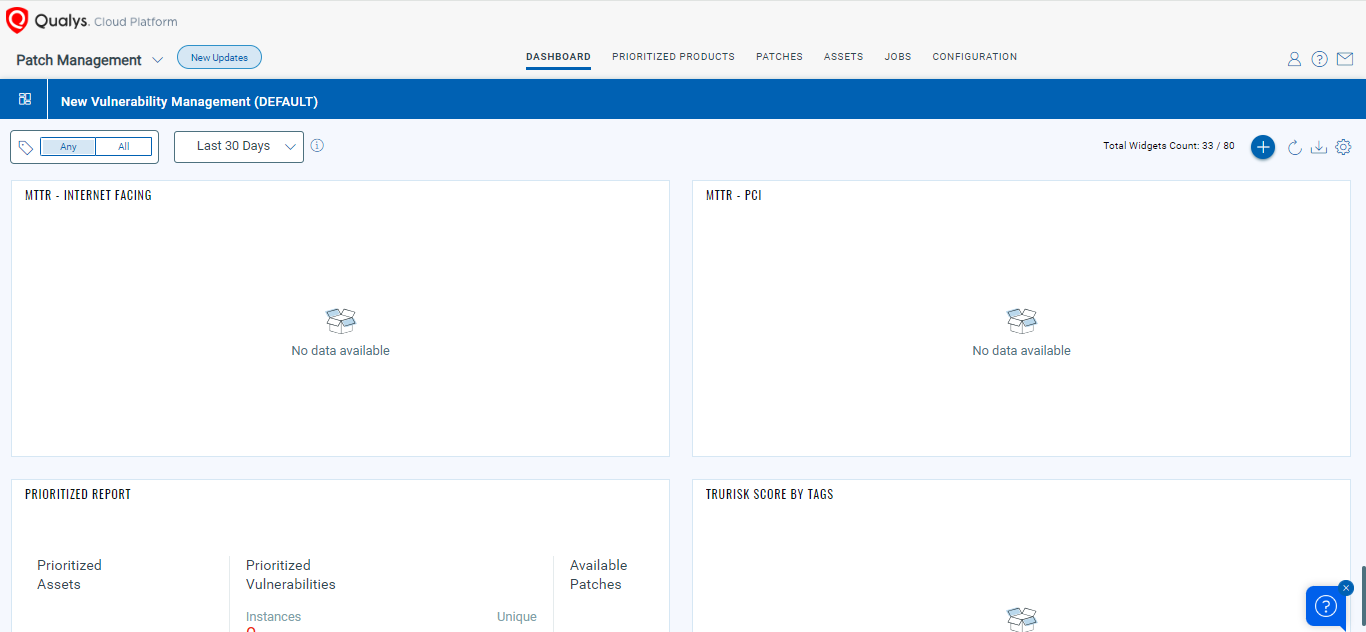 Qualys. Cloud Platform
Patch Management
New Updates
DASHBOARD
PRIORITIZED PRODUCTS
PATCHES
ASSETS
JOBS
CONFIGURATION
New Vulnerability Management (DEFAULT)
Any
All
Last 30 Days
Total Widgets Count: 33 / 80
MTTR - INTERNET FACING
MTTR - PCI
No data available
No data available
PRIORITIZED REPORT
TRURISK SCORE BY TAGS
Prioritized
Assets
Prioritized
Vulnerabilities
Available
Patches
Instances
Unique